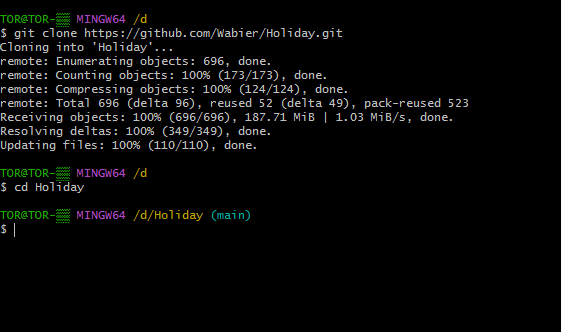 TOR@TOR-▒▒ MINGW64 /d
$ git clone https://github.com/Wabier/Holiday.git
Cloning into 'Holiday'...
remote: Enumerating objects: 696, done.
remote: Counting objects: 100% (173/173), done.
remote: Compressing objects: 100% (124/124), done.
remote: Total 696 (delta 96), reused 52 (delta 49), pack-reused 523
Receiving objects: 100% (696/696), 187.71 MiB | 1.03 MiB/s, done.
Resolving deltas: 100% (349/349), done.
Updating files: 100% (110/110), done.
TOR@TOR-▒▒ MINGW64 /d
$ cd Holiday
TOR@TOR-▒▒ MINGW64 /d/Holiday (main)
$